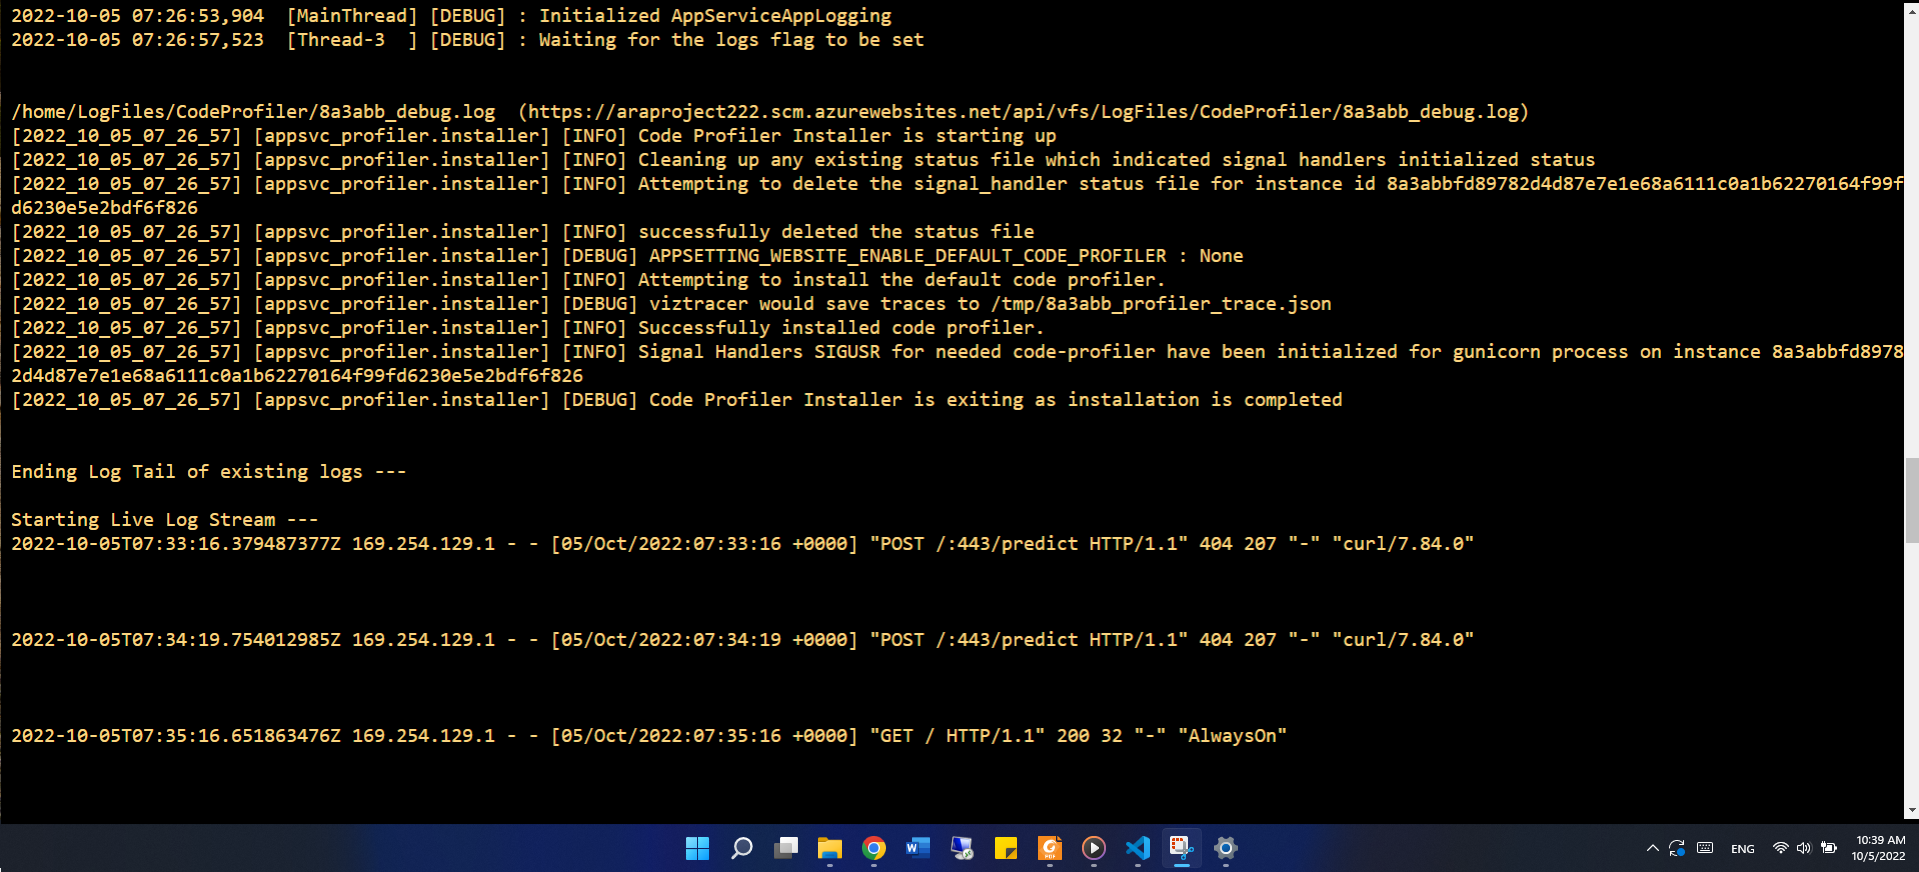 2022-10-05 07:26:53,904  [MainThread] [DEBUG] : Initialized AppServiceAppLogging
2022-10-05 07:26:57,523  [Thread-3  ] [DEBUG] : Waiting for the logs flag to be set
/home/LogFiles/CodeProfiler/8a3abb_debug.log  (https://araproject222.scm.azurewebsites.net/api/vfs/LogFiles/CodeProfiler/8a3abb_debug.log)
[2022_10_05_07_26_57] [appsvc_profiler.installer] [INFO] Code Profiler Installer is starting up
[2022_10_05_07_26_57] [appsvc_profiler.installer] [INFO] Cleaning up any existing status file which indicated signal handlers initialized status
[2022_10_05_07_26_57] [appsvc_profiler.installer] [INFO] Attempting to delete the signal_handler status file for instance id 8a3abbfd89782d4d87e7e1e68a6111c0a1b62270164f99f
d6230e5e2bdf6f826
[2022_10_05_07_26_57] [appsvc_profiler.installer] [INFO] successfully deleted the status file
[2022_10_05_07_26_57] [appsvc_profiler.installer] [DEBUG] APPSETTING_WEBSITE_ENABLE_DEFAULT_CODE_PROFILER : None
[2022_10_05_07_26_57] [appsvc_profiler.installer] [INFO] Attempting to install the default code profiler.
[2022_10_05_07_26_57] [appsvc_profiler.installer] [DEBUG] viztracer would save traces to /tmp/8a3abb_profiler_trace.json
[2022_10_05_07_26_57] [appsvc_profiler.installer] [INFO] Successfully installed code profiler.
[2022_10_05_07_26_57] [appsvc_profiler.installer] [INFO] Signal Handlers SIGUSR for needed code-profiler have been initialized for gunicorn process on instance 8a3abbfd8978
2d4d87e7e1e68a6111c0a1b62270164f99fd6230e5e2bdf6f826
[2022_10_05_07_26_57] [appsvc_profiler.installer] [DEBUG] Code Profiler Installer is exiting as installation is completed
Ending Log Tail of existing logs ---
Starting Live Log Stream ---
2022-10-05T07:33:16.379487377Z 169.254.129.1 - - [05/Oct/2022:07:33:16 +0000] "POST /:443/predict HTTP/1.1" 404 207 "-" "curl/7.84.0"
2022-10-05T07:34:19.754012985Z 169.254.129.1 - - [05/Oct/2022:07:34:19 +0000] "POST /:443/predict HTTP/1.1" 404 207 "-" "curl/7.84.0"
2022-10-05T07:35:16.651863476Z 169.254.129.1 - - [05/Oct/2022:07:35:16 +0000] "GET / HTTP/1.1" 200 32 "-" "AlwaysOn"
ENG
10:39 AM
10/5/2022